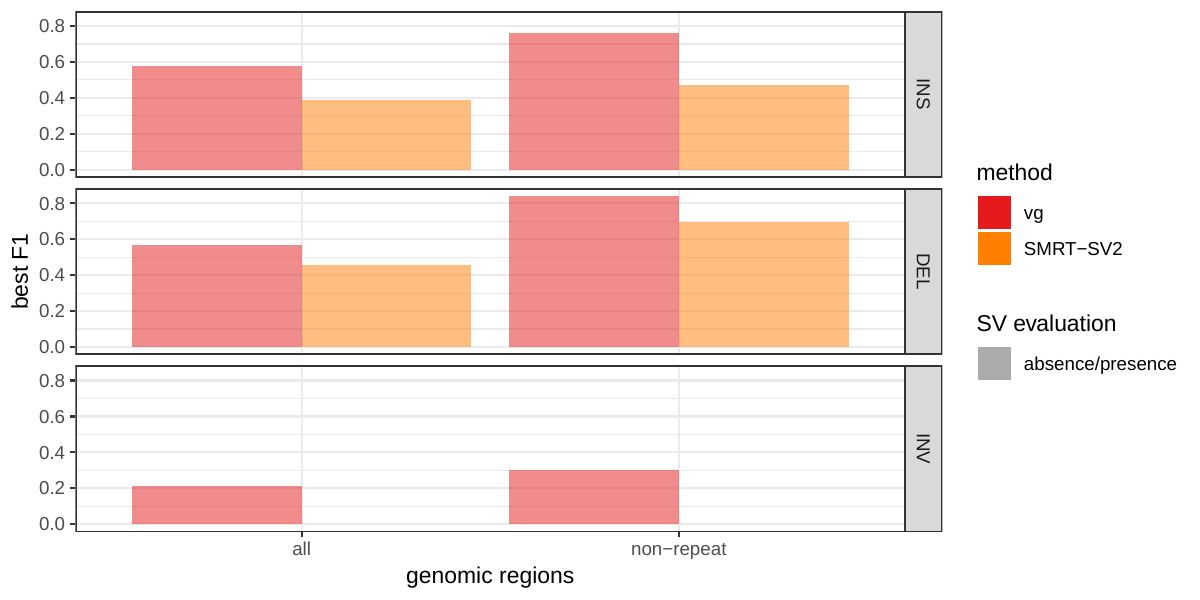 best F1
0.8
0.6
0.4
0.2
0.0
INS
0.8
0.6
0.4
0.2
0.0
DEL
0.8
0.6
0.4
0.2
0.0
INV
all
non−repeat
genomic regions
method
vg
SMRT−SV2
SV evaluation
absence/presence